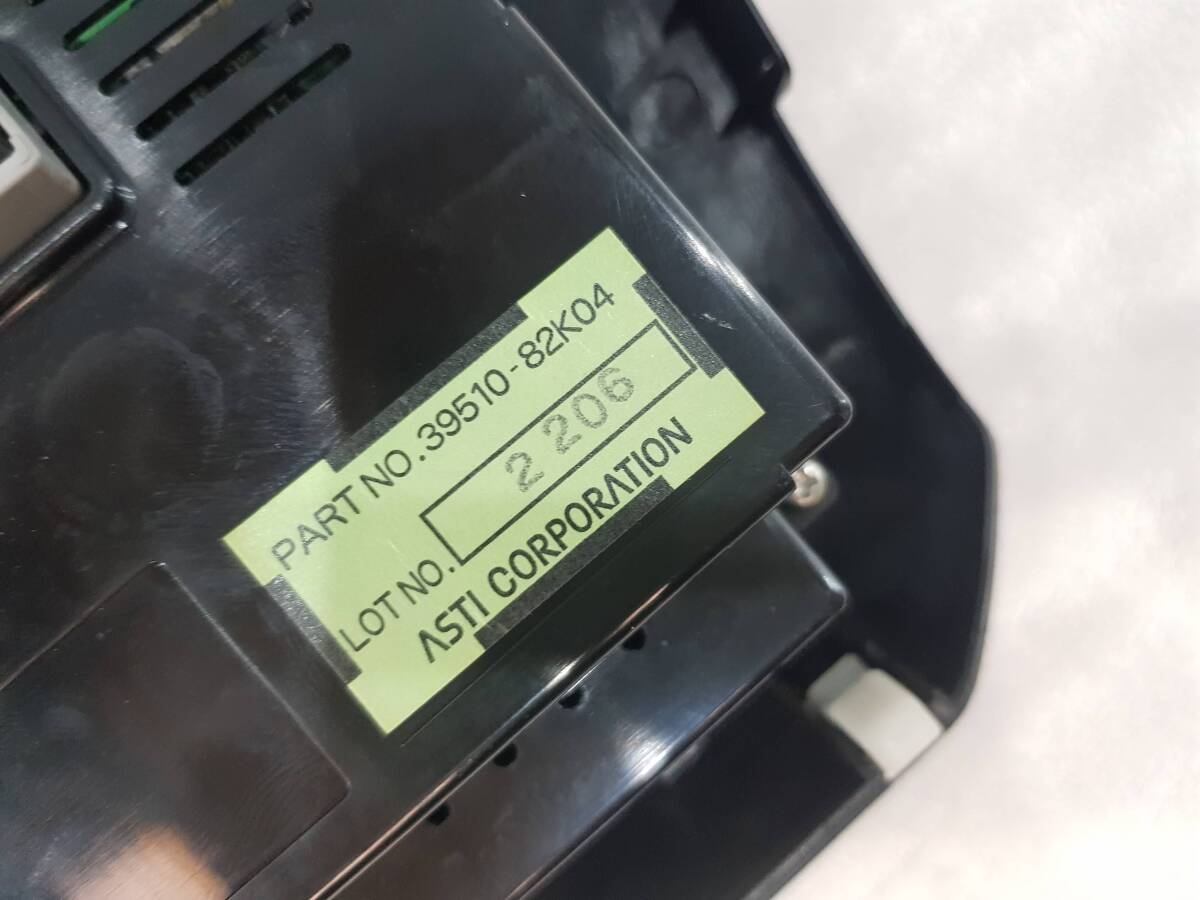 PART NO.39510-82K04
LOT NO. 2 206
ASTI CORPORATION